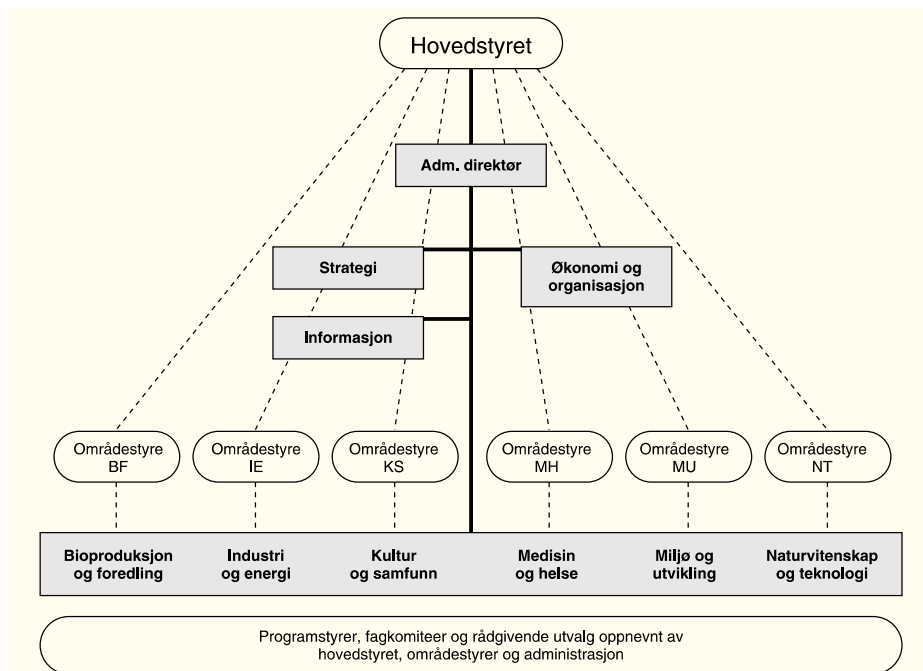 Hovedstyret
Adm. direktør
Strategi
Økonomi og
organisasjon
Informasjon
Områdestyre
BF
Områdestyre
IE
Områdestyre
KS
Områdestyre
MH
Områdestyre
MU
Områdestyre
NT
Bioproduksjon
og foredling
Industri
og energi
Kultur
og samfunn
Medisin
og helse
Miljø og
utvikling
Naturvitenskap
og teknologi
Programstyrer, fagkomiteer og rådgivende utvalg oppnevnt av
hovedstyret, områdestyrer og administrasjon